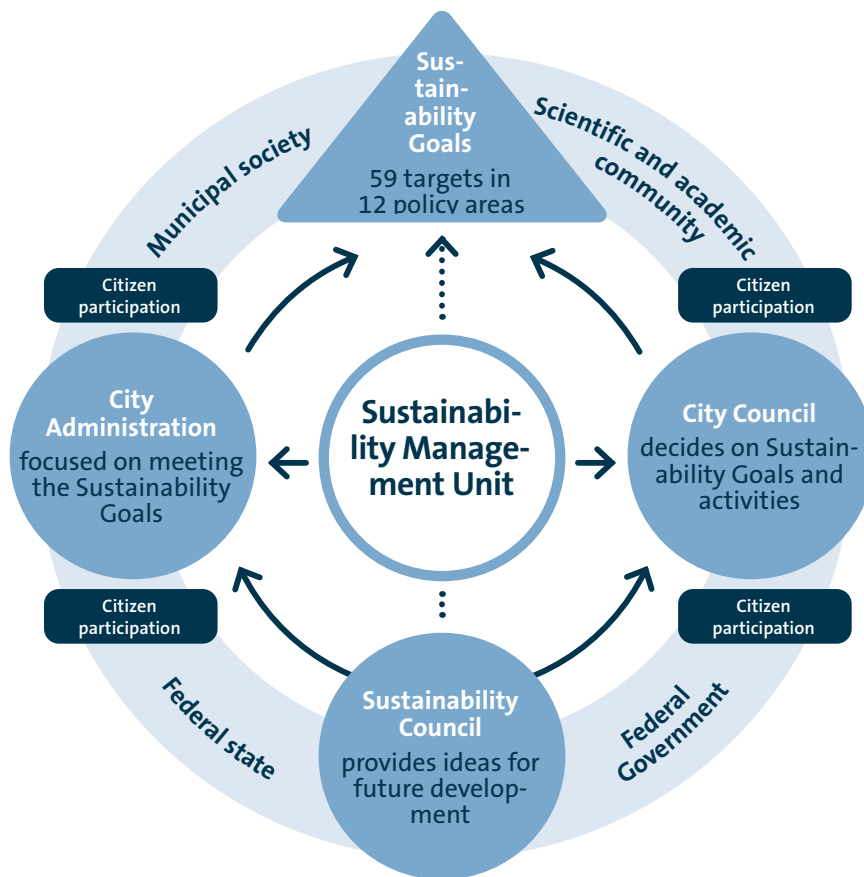 Sus-
tain-
ability
Goals
59 targets in
12 policy areas
Municipal society
Scientific and academic
community
Citizen
participation
Citizen
participation
City
Administration
focused on meeting
the Sustainability
Goals
Sustainabi-
lity Manage-
ment Unit
City Council
decides on Sustain-
ability Goals and
activities
Citizen
participation
Citizen
participation
Federal state
Sustainability
Council
provides ideas for
future develop-
ment
Federal
Government